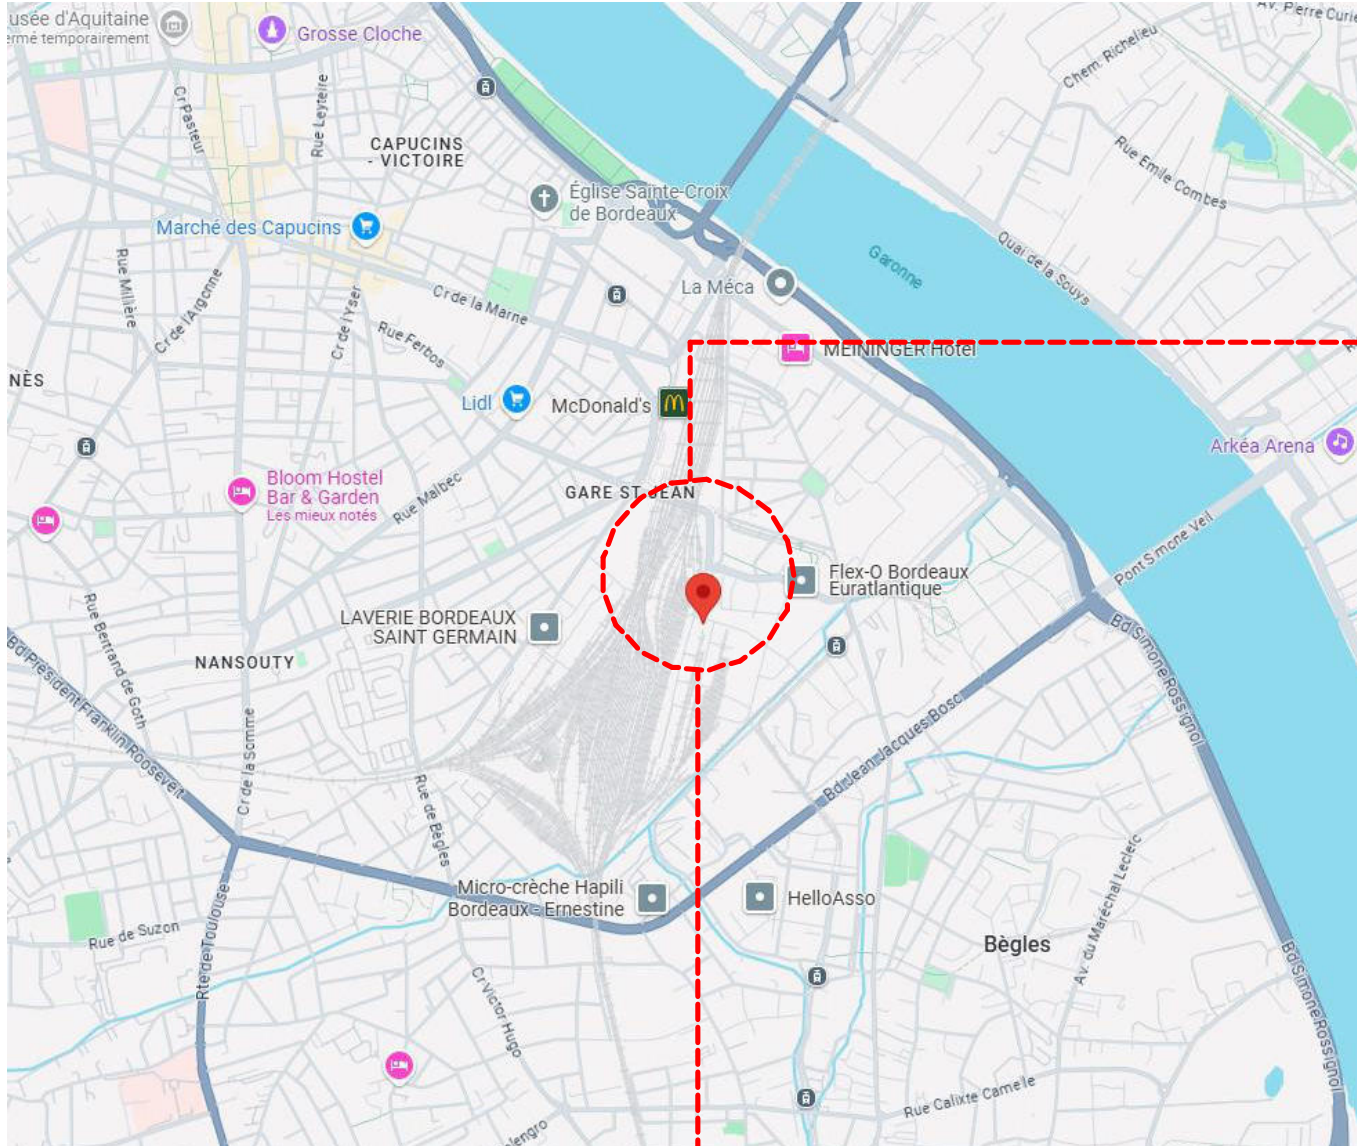 usée d'Aquitaine
ermé temporairement
Grosse Cloche
Av. Pierre Curie
Chem. Richelieu
Cr Pasteur
Rue Leyteire
CAPUCINS
- VICTOIRE
Rue Emile Combes
Église Sainte-Croix
de Bordeaux
Marché des Capucins
Quai de la Souys
Garonne
Rue Millière
Cr de l'Argonne
Cr de l'Yser
Cr de la Marne
La Méca
Rue Ferbos
MEININGER Hotel
NÈS
Lidl
McDonald's
Arkéa Arena
Bloom Hostel
Bar & Garden
Les mieux notés
Rue Malbec
GARE ST JEAN
Pont Simone Veil
Flex-O Bordeaux
Euratlantique
LAVERIE BORDEAUX
SAINT GERMAIN
Rue Bertrand de Goth
NANSOUTY
Bd Simone Rossignol
Bd Président Franklin Roosevelt
Cr de la Somme
Bd Jean Jacques Bosc
Rue de Bègles
Av. du Maréchal Leclerc
Micro-crèche Hapili
Bordeaux - Ernestine
HelloAsso
Rue de Suzon
Rte de Toulouse
Bègles
Cr Victor Hugo
Bd Simone Rossignol
Rue Calixte Camelle
lengro